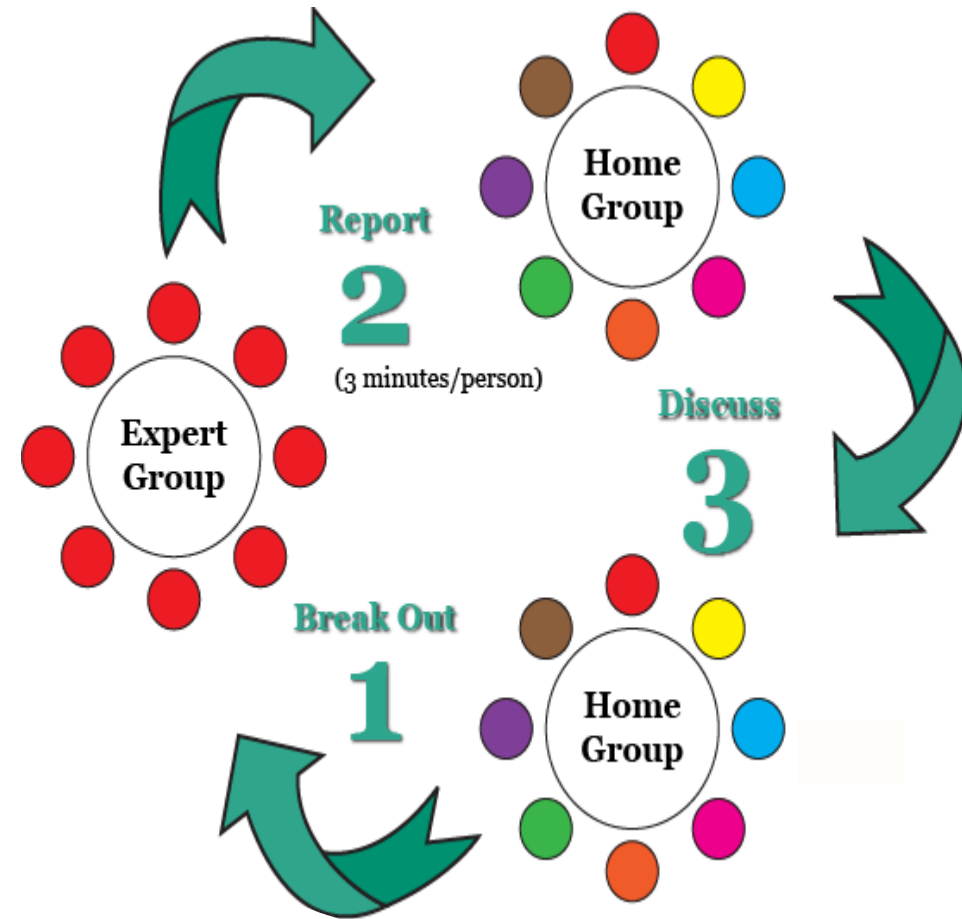 Home
Group
Report
2
(3 minutes/person)
Discuss
3
Expert
Group
Break Out
1
Home
Group